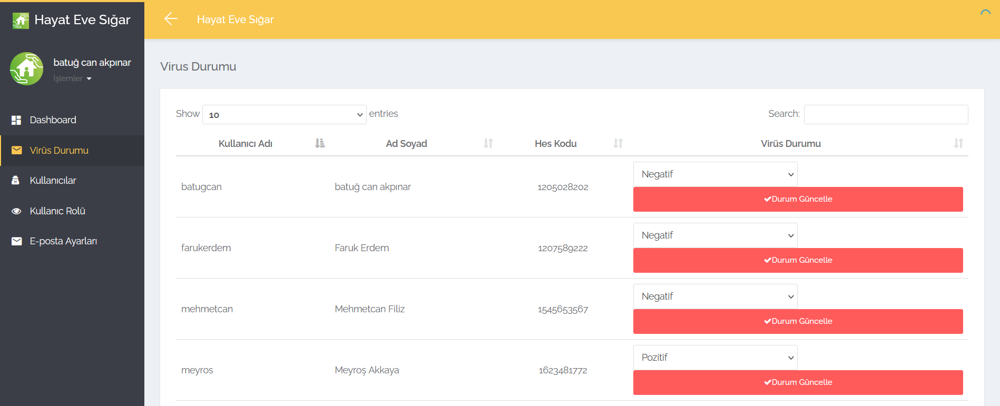 Hayat Eve Sığar
Hayat Eve Sığar
batuğ can akpınar
İşlemler
Dashboard
Virüs Durumu
Kullanıcılar
Kullanıc Rolü
E-posta Ayarları
Virus Durumu
Show 10 entries
Search:
Kullanıcı Adı Ad Soyad Hes Kodu Virüs Durumu
batugcan batuğ can akpınar 1205028202 Negatif
Durum Güncelle
farukerdem Faruk Erdem 1207589222 Negatif
Durum Güncelle
mehmetcan Mehmetcan Filiz 1545653567 Negatif
Durum Güncelle
meyros Meyroş Akkaya 1623481772 Pozitif
Durum Güncelle